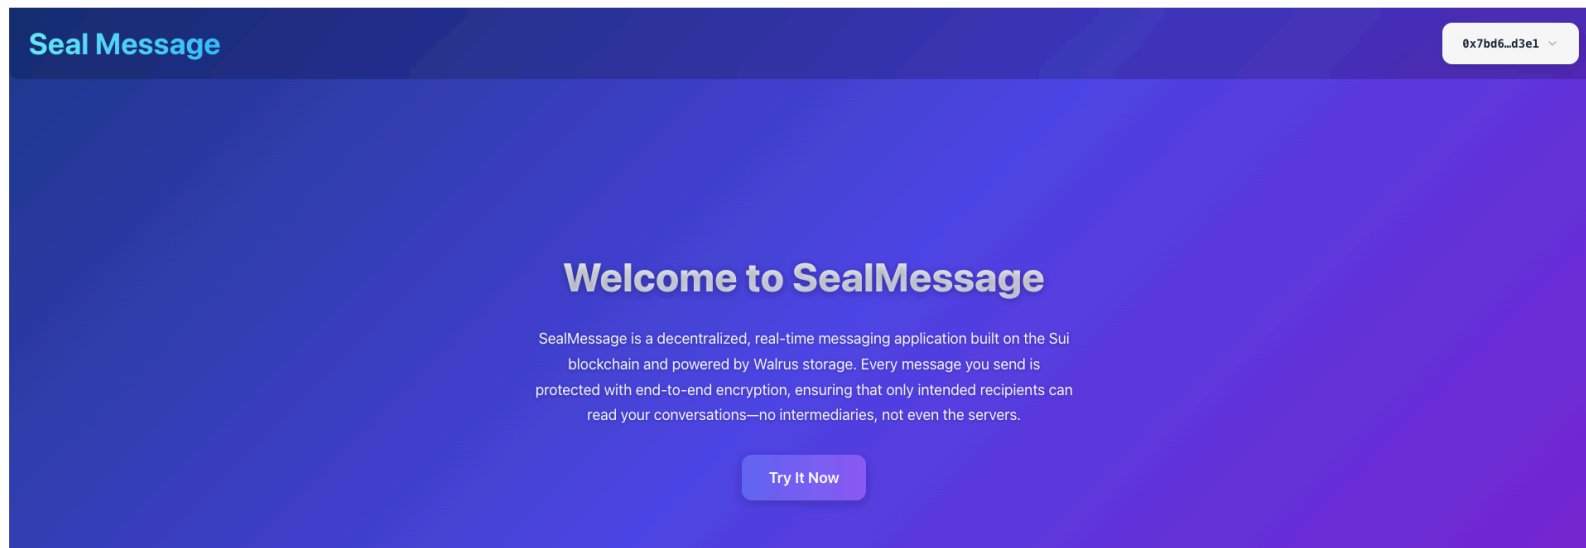 Seal Message
0x7bd6…d3e1
Welcome to SealMessage
SealMessage is a decentralized, real-time messaging application built on the Sui
blockchain and powered by Walrus storage. Every message you send is
protected with end-to-end encryption, ensuring that only intended recipients can
read your conversations—no intermediaries, not even the servers.
Try It Now